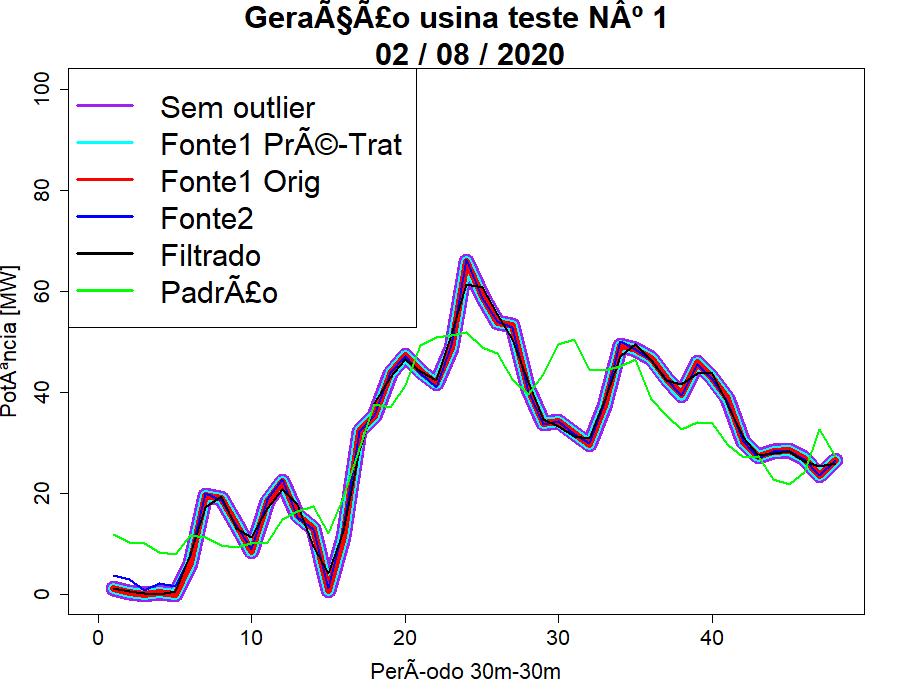 GeraÃ§Ã£o usina teste NÂº 1
02 / 08 / 2020
Sem outlier
Fonte1 PrÃ©-Trat
Fonte1 Orig
Fonte2
Filtrado
PadrÃ£o
PotÃªncia [MW]
0
20
40
60
80
100
0
10
20
30
40
PerÃ­odo 30m-30m